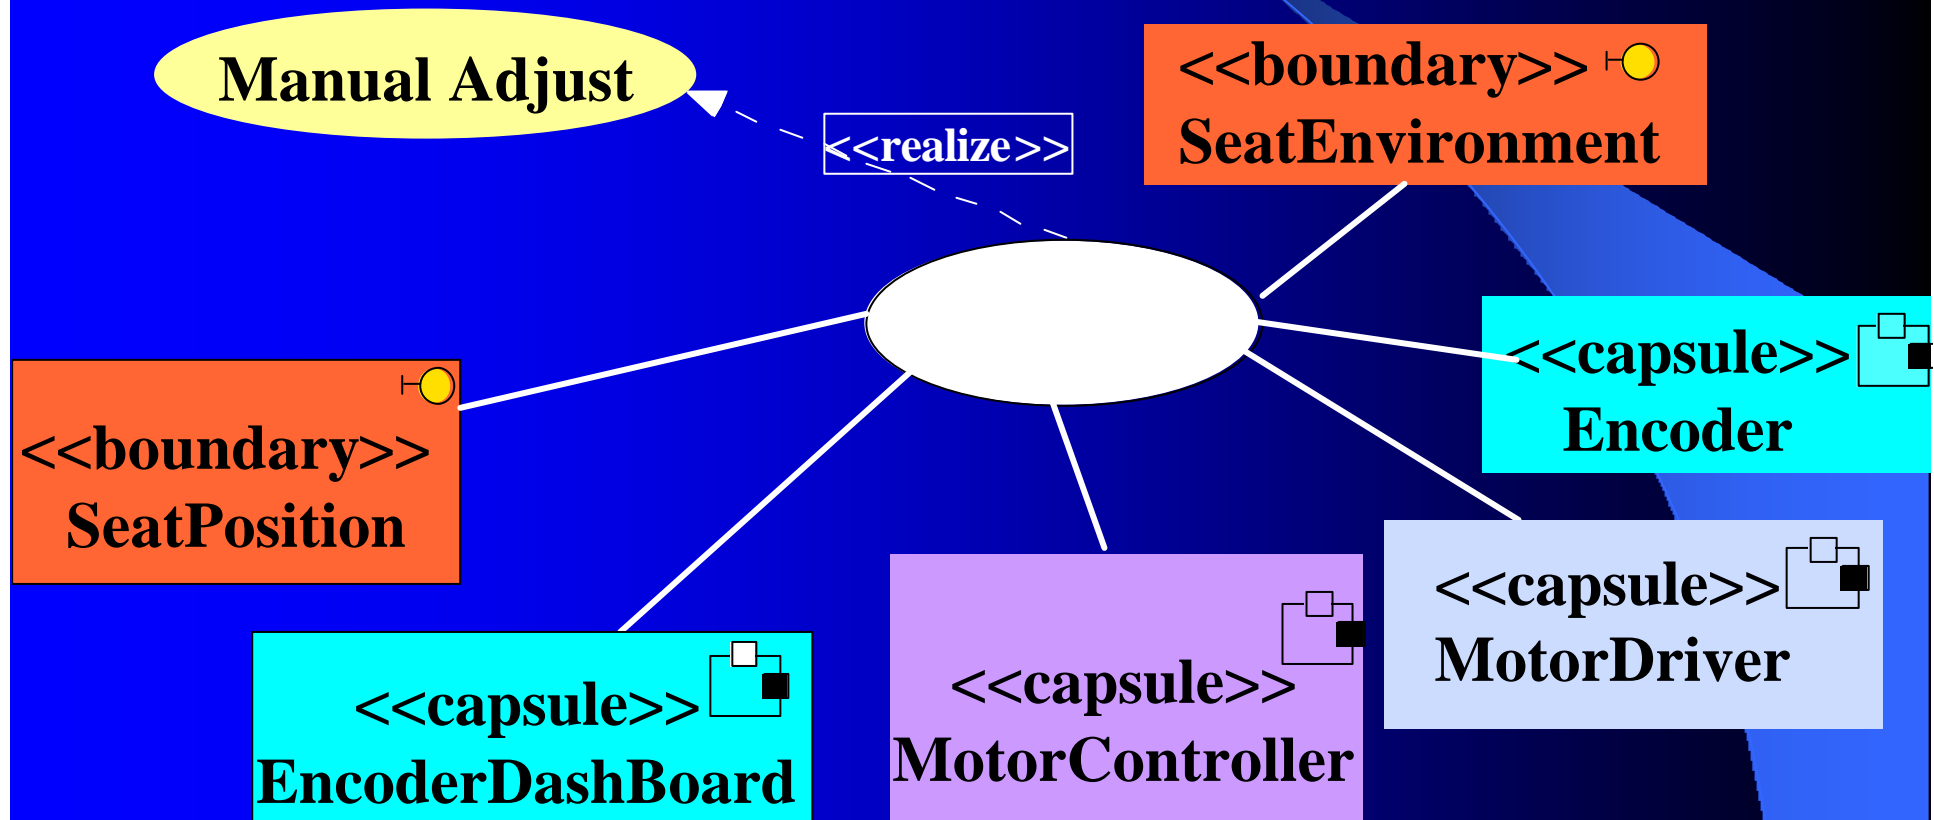 Manual Adjust
<<realize>>
<<boundary>>
SeatEnvironment
<<capsule>>
Encoder
<<boundary>>
SeatPosition
<<capsule>>
MotorDriver
<<capsule>>
MotorController
<<capsule>>
EncoderDashBoard